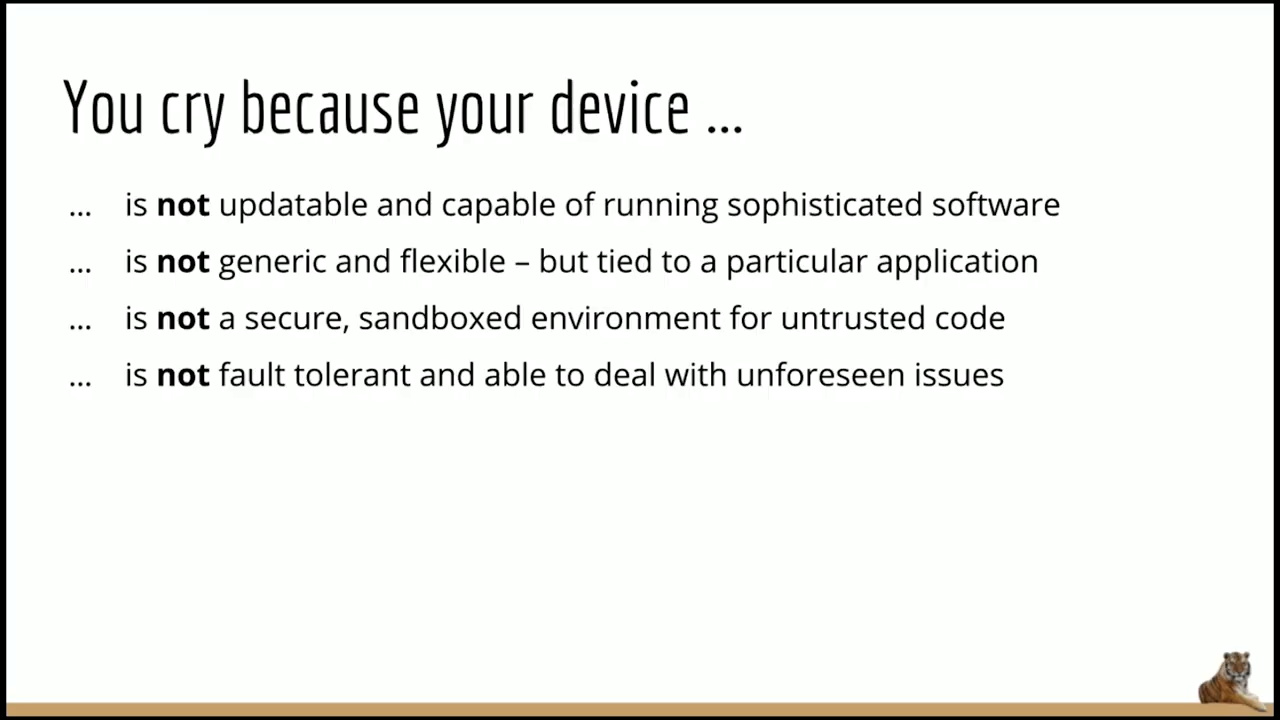 You cry because your device ...
... is not updatable and capable of running sophisticated software
... is not generic and flexible – but tied to a particular application
... is not a secure, sandboxed environment for untrusted code
... is not fault tolerant and able to deal with unforeseen issues